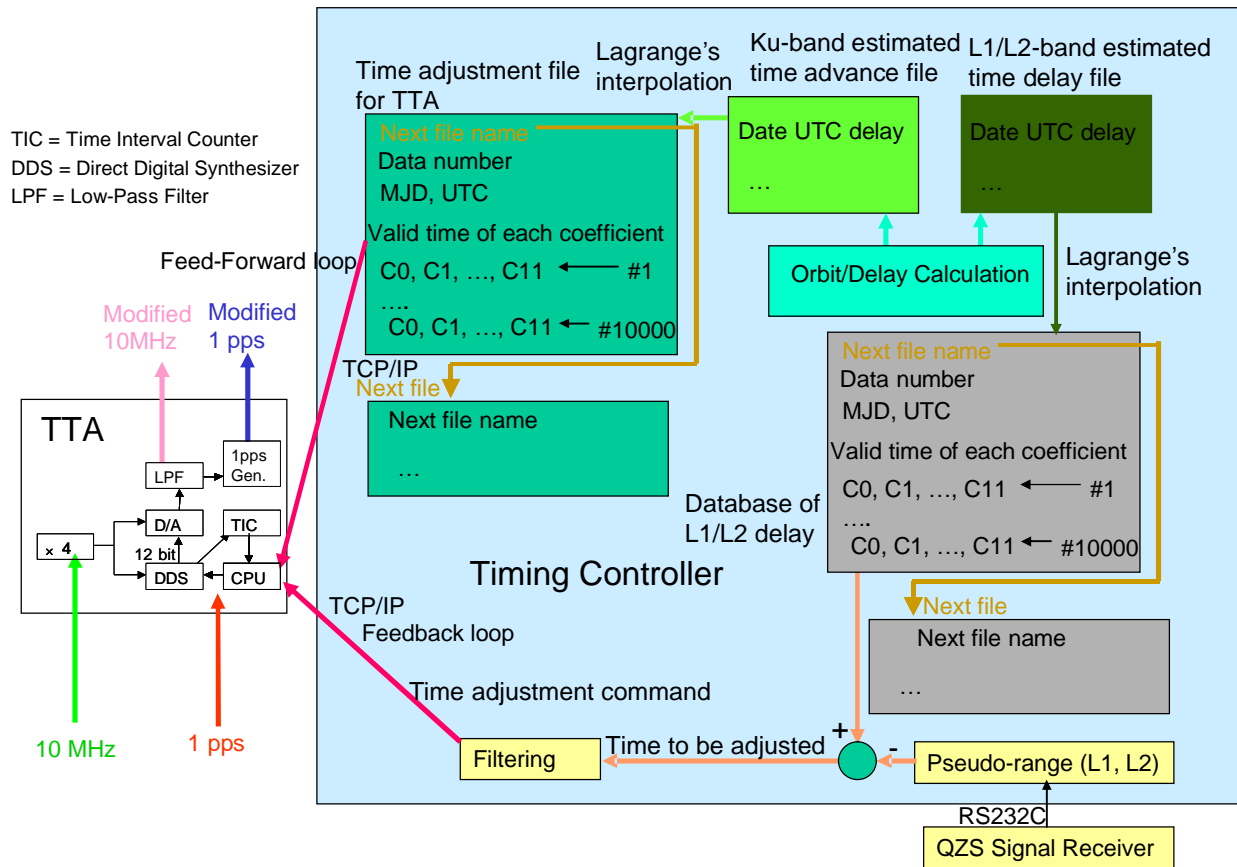 TIC = Time Interval Counter
DDS = Direct Digital Synthesizer
LPF = Low-Pass Filter
Time adjustment file
for TTA
Lagrange's
interpolation
Ku-band estimated
time advance file
L1/L2-band estimated
time delay file
Next file name
Data number
MJD, UTC
Valid time of each coefficient
C0, C1, …, C11
#1
….
C0, C1, …, C11
#10000
Date UTC delay
…
Date UTC delay
…
Orbit/Delay Calculation
Lagrange's
interpolation
Feed-Forward loop
TCP/IP
Next file
Next file name
…
Next file name
Data number
MJD, UTC
Valid time of each coefficient
C0, C1, …, C11
#1
….
C0, C1, …, C11
#10000
Database of
L1/L2 delay
Next file
Next file name
…
Modified
10MHz
Modified
1 pps
TTA
LPF
1pps
Gen.
D/A
TIC
× 4
12 bit
DDS
CPU
10 MHz
1 pps
Timing Controller
TCP/IP
Feedback loop
Time adjustment command
Filtering
Time to be adjusted
+
-
Pseudo-range (L1, L2)
RS232C
QZS Signal Receiver